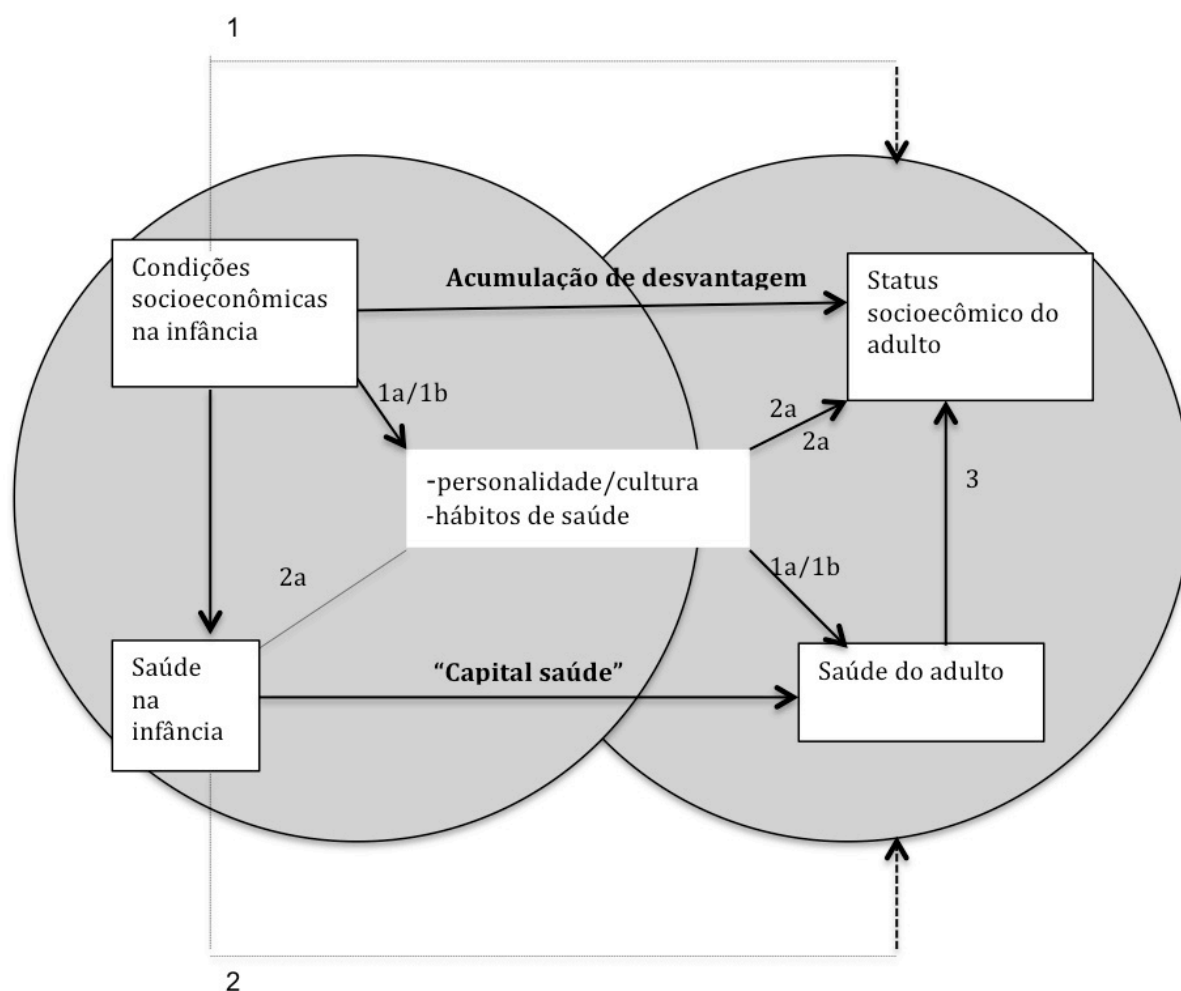 1
Condições
socioeconômicas
na infância
Acumulação de desvantagem
Status
socioecômico do
adulto
1a/1b
2a
2a
-personalidade/cultura
-hábitos de saúde
3
2a
1a/1b
Saúde
na
infância
“Capital saúde”
Saúde do adulto
2